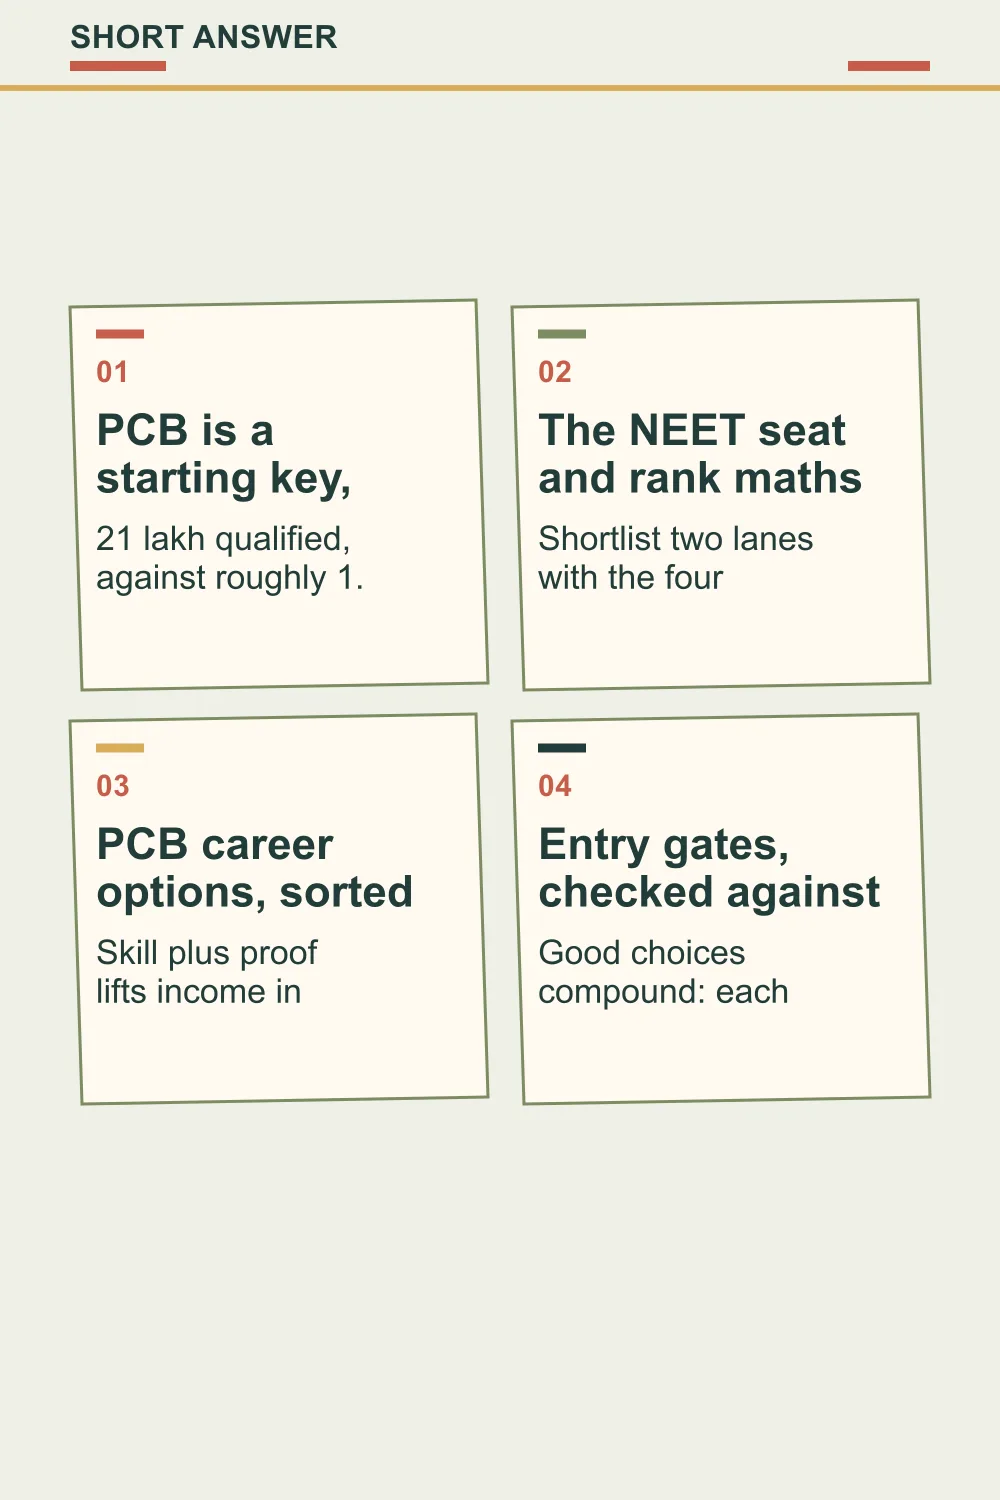 SHORT ANSWER
01
PCB is a
starting key,
21 lakh qualified,
against roughly 1.
02
The NEET seat
and rank maths
Shortlist two lanes
with the four
03
PCB career
options, sorted
Skill plus proof
lifts income in
04
Entry gates,
checked against
Good choices
compound: each